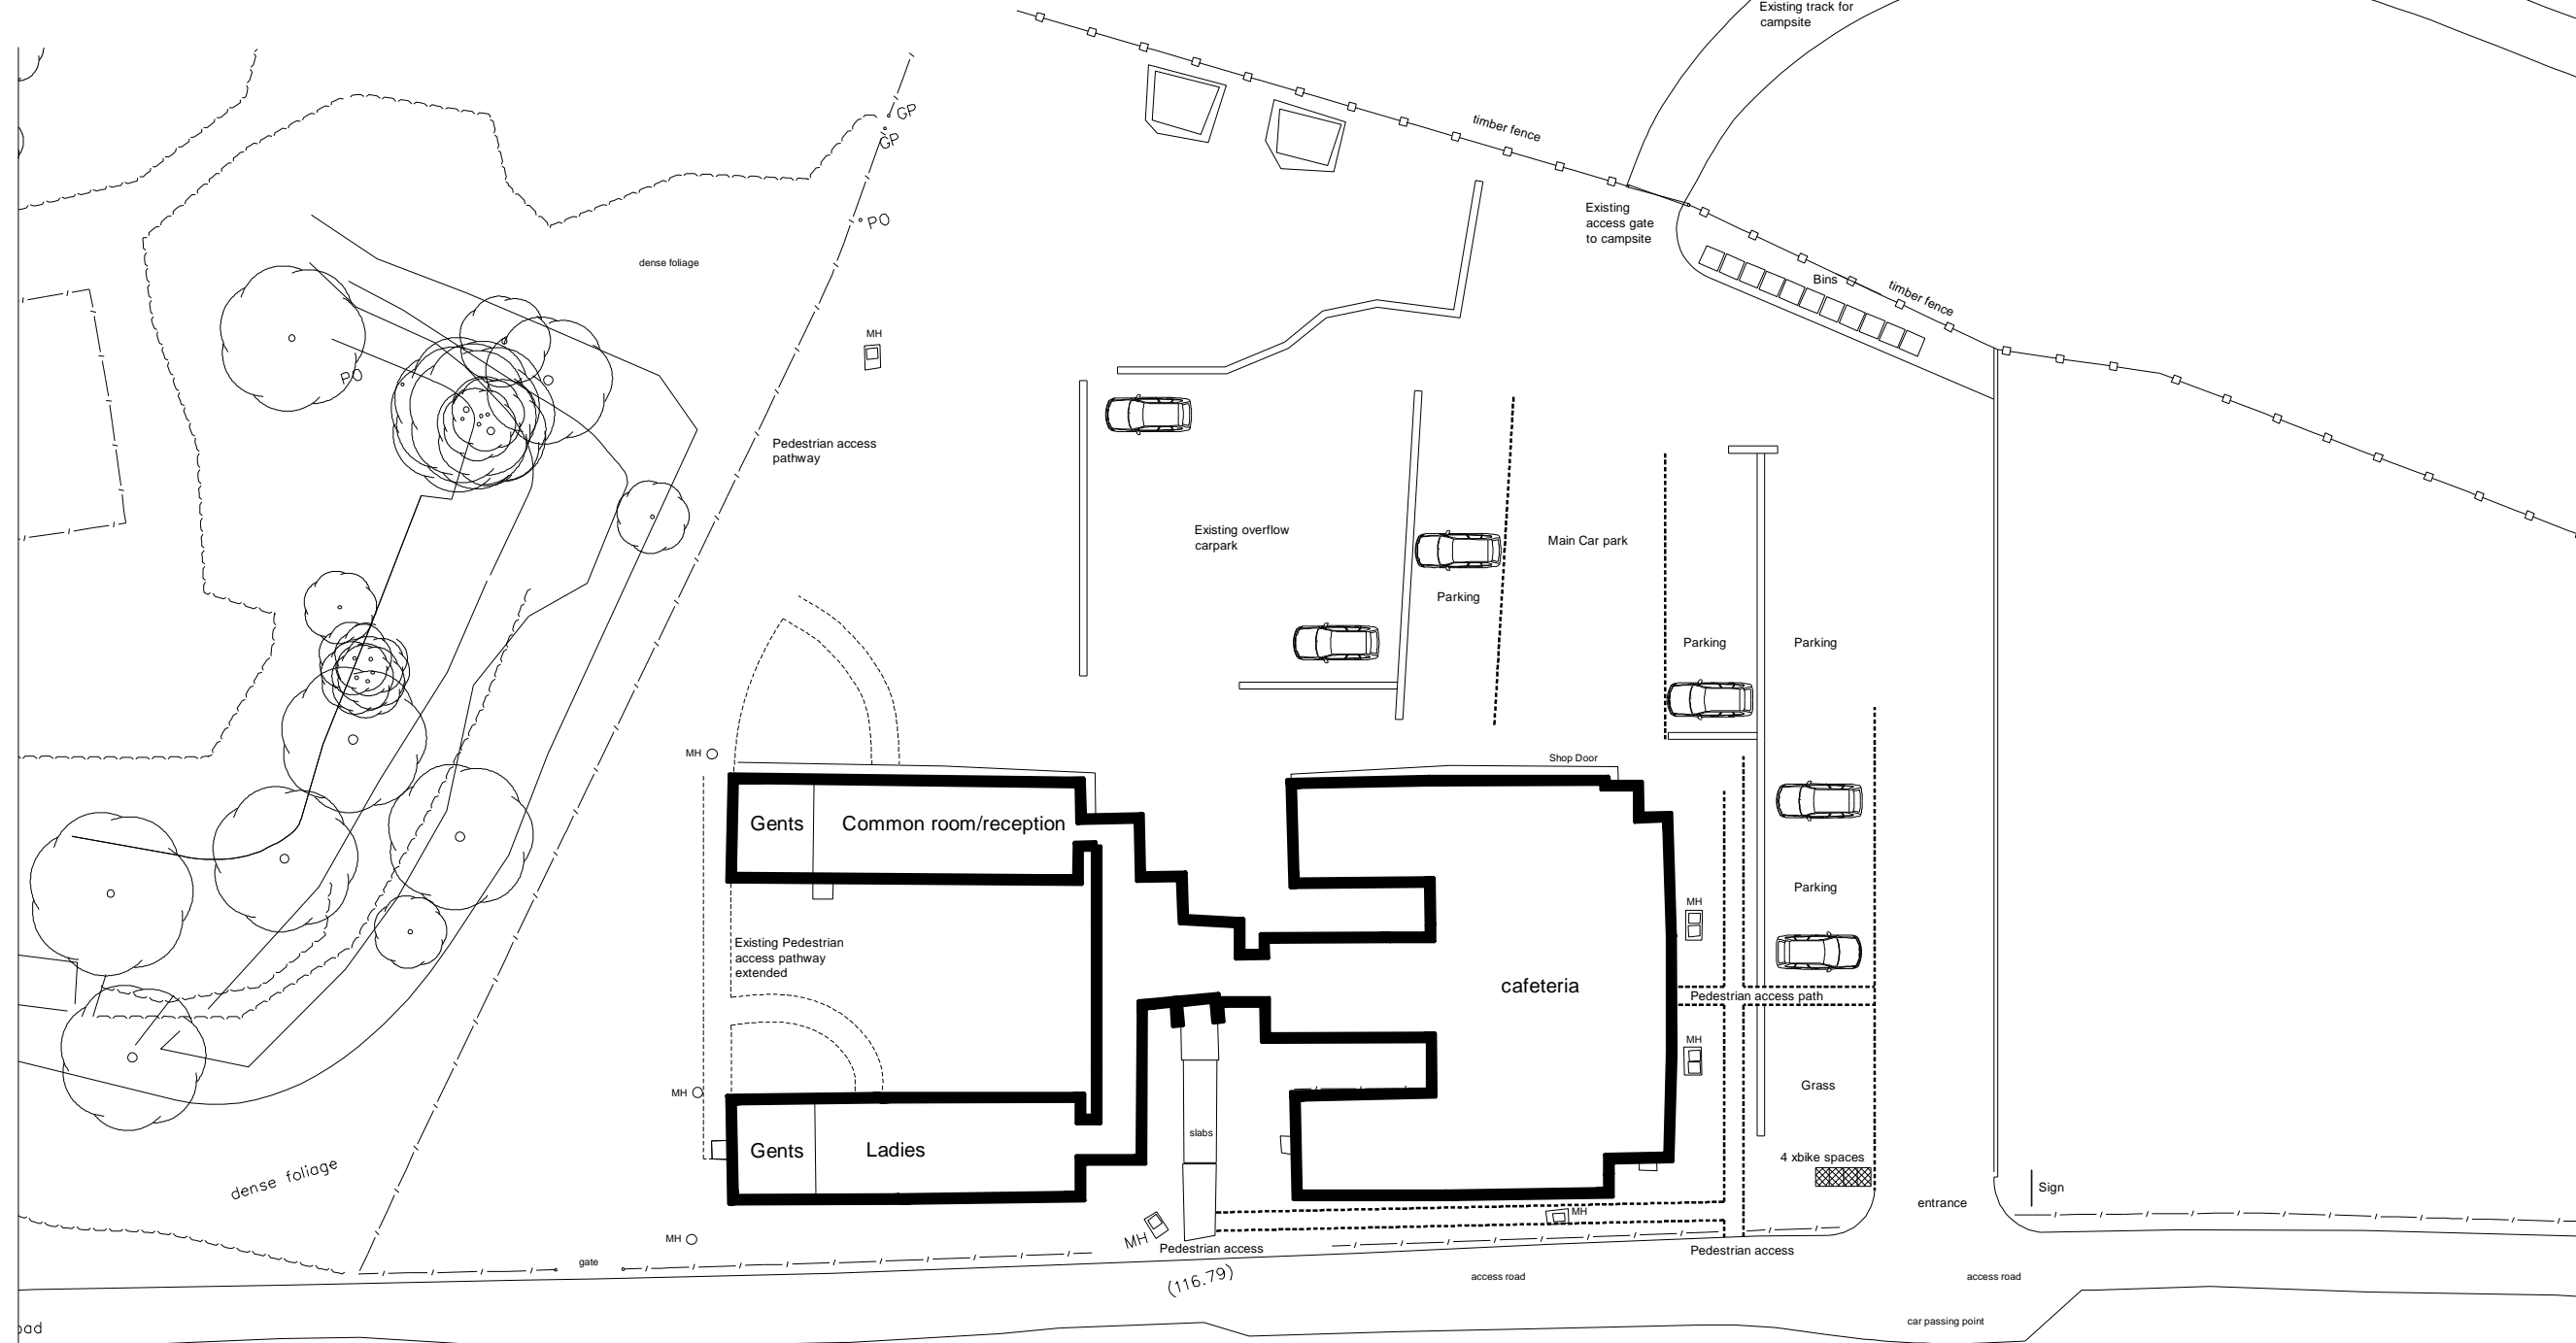 Existing track for
campsite
GP
GP
timber fence
PO
Existing
access gate
to campsite
dense foliage
Bins
timber fence
MH
PO
Pedestrian access
pathway
Existing overflow
carpark
Main Car park
Parking
Parking
Parking
MH
Shop Door
Gents
Common room/reception
Parking
MH
Existing Pedestrian
access pathway
extended
cafeteria
Pedestrian access path
MH
Grass
MH
slabs
Gents
Ladies
4 xbike spaces
dense foliage
Sign
entrance
MH
MH
MH
Pedestrian access
Pedestrian access
gate
(116.79)
access road
access road
car passing point
oad